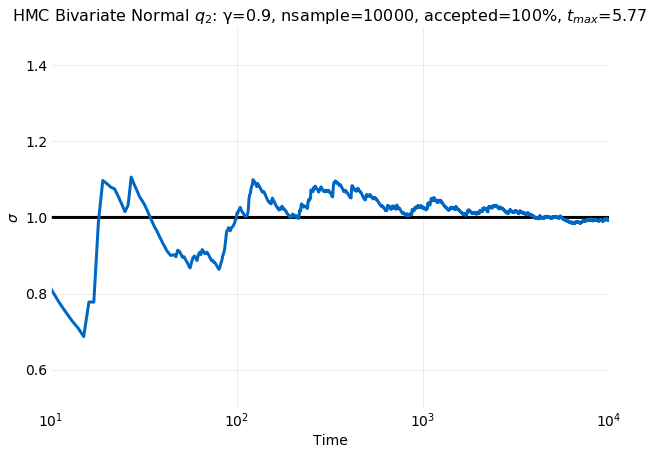 HMC Bivariate Normal q₂: γ=0.9, nsample=10000, accepted=100%, tₘₐₓ=5.77
1.4
1.2
1.0
σ
0.8
0.6
10¹ 10² 10³ 10⁴
Time